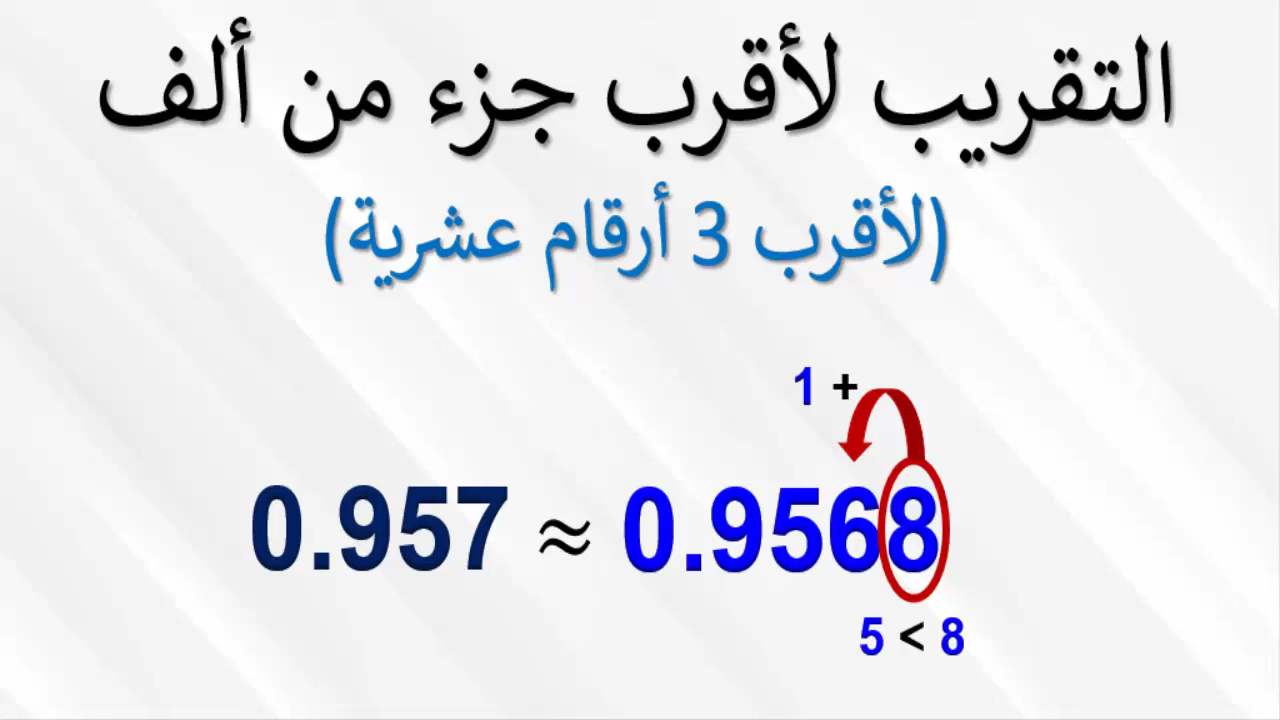 التقريب لأقرب جزء من ألف
(لأقرب 3 أرقام عشرية)
1 +
0.957 ≈ 0.9568
5 < 8